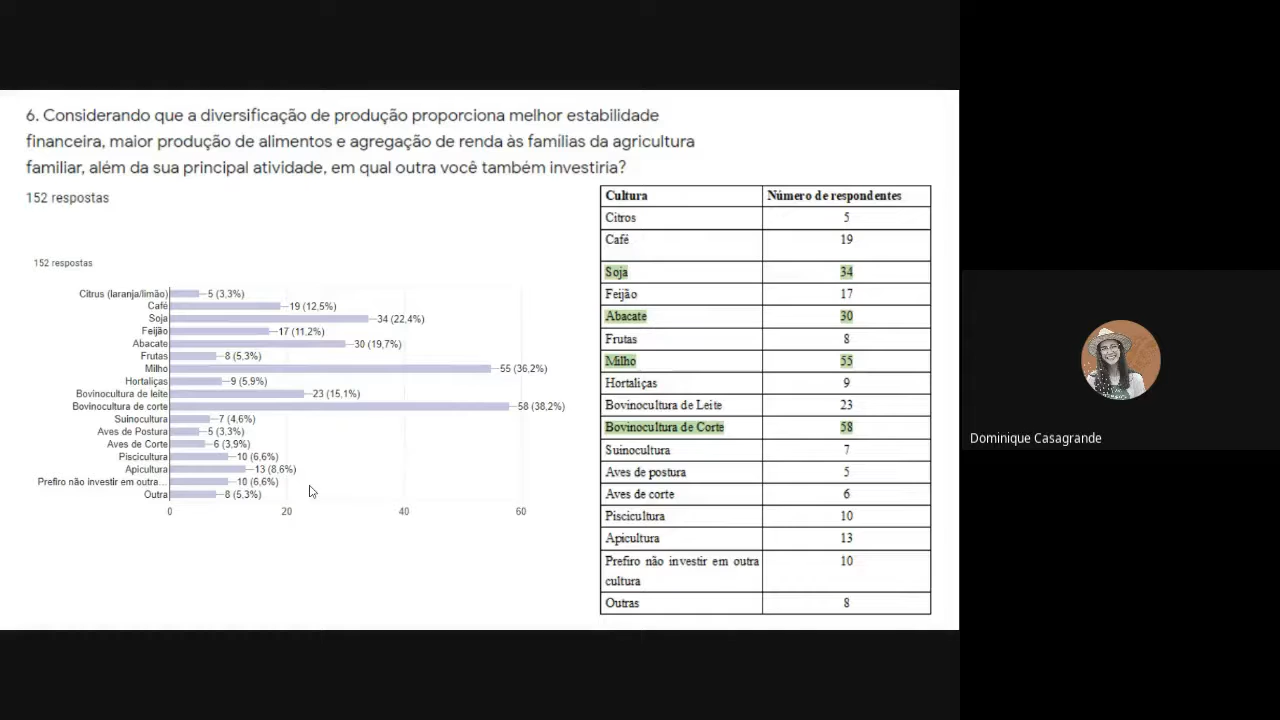 6. Considerando que a diversificação de produção proporciona melhor estabilidade
financeira, maior produção de alimentos e agregação de renda às famílias da agricultura
familiar, além da sua principal atividade, em qual outra você também investiria?
152 respostas
152 respostas
Citrus (laranja/limão) 5 (3,3%)
Café 19 (12,5%)
Soja 34 (22,4%)
Feijão 17 (11,2%)
Abacate 30 (19,7%)
Frutas 8 (5,3%)
Milho 55 (36,2%)
Hortaliças 9 (5,9%)
Bovinocultura de leite 23 (15,1%)
Bovinocultura de corte 58 (38,2%)
Suinocultura 7 (4,6%)
Aves de Postura 5 (3,3%)
Aves de Corte 6 (3,9%)
Piscicultura 10 (6,6%)
Apicultura 13 (8,6%)
Prefiro não investir em outra... 10 (6,6%)
Outra 8 (5,3%)
0 20 40 60
Cultura Número de respondentes
Citros 5
Café 19
Soja 34
Feijão 17
Abacate 30
Frutas 8
Milho 55
Hortaliças 9
Bovinocultura de Leite 23
Bovinocultura de Corte 58
Suinocultura 7
Aves de postura 5
Aves de corte 6
Piscicultura 10
Apicultura 13
Prefiro não investir em outra 10
cultura
Outras 8
Dominique Casagrande